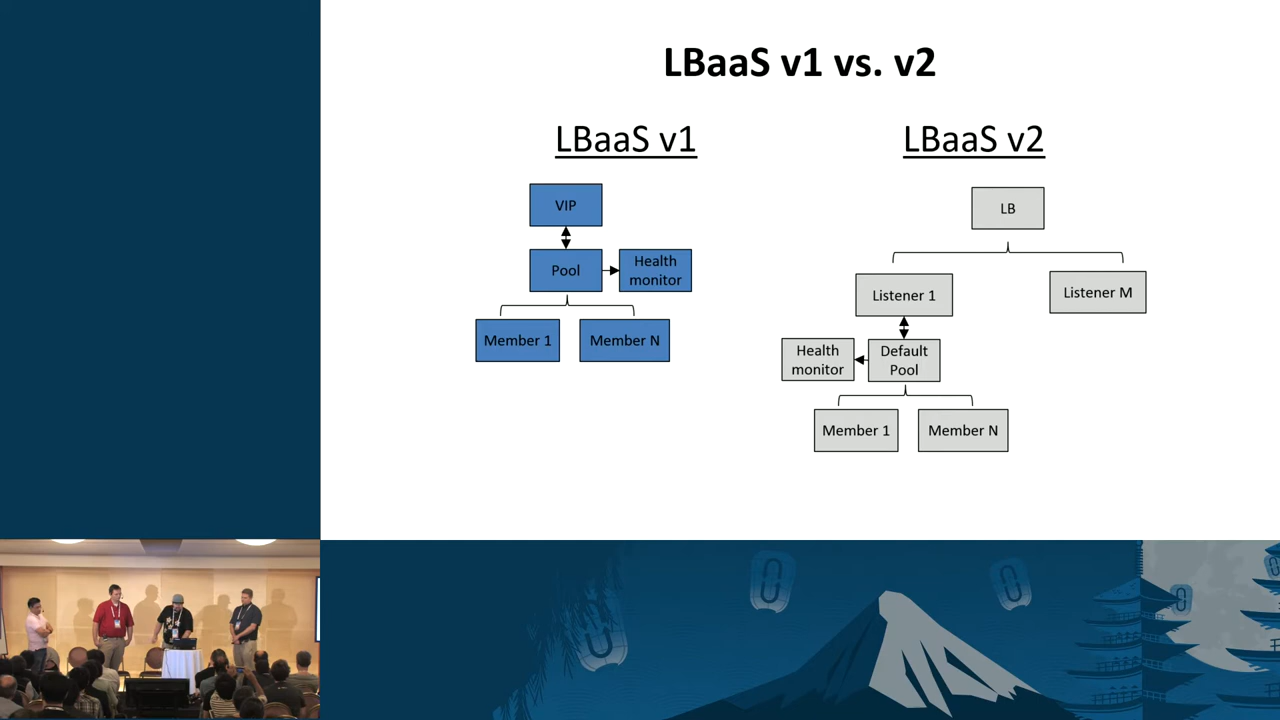 LBaaS v1 vs. v2
LBaaS v1
VIP
Pool
Health
monitor
Member 1
Member N
LBaaS v2
LB
Listener 1
Listener M
Health
monitor
Default
Pool
Member 1
Member N